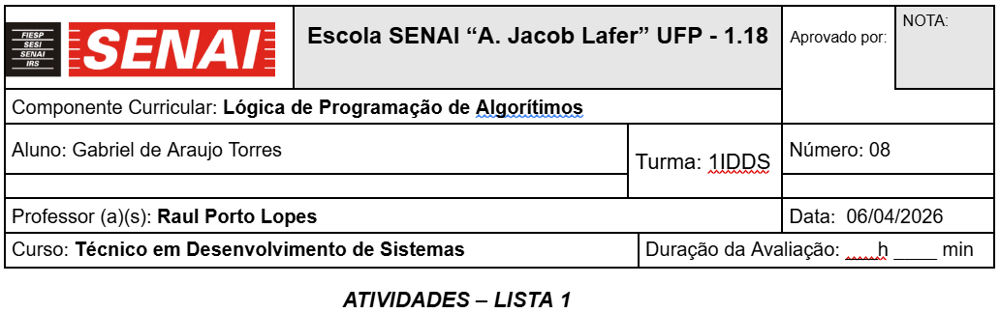 FIESP
SESI
SENAI
IRS
SENAI
Escola SENAI “A. Jacob Lafer” UFP - 1.18
Aprovado por:
NOTA:
Componente Curricular: Lógica de Programação de Algorítimos
Aluno: Gabriel de Araujo Torres
Turma: 1IDDS
Número: 08
Professor (a)(s): Raul Porto Lopes
Data: 06/04/2026
Curso: Técnico em Desenvolvimento de Sistemas
Duração da Avaliação: ____h ____ min
ATIVIDADES – LISTA 1